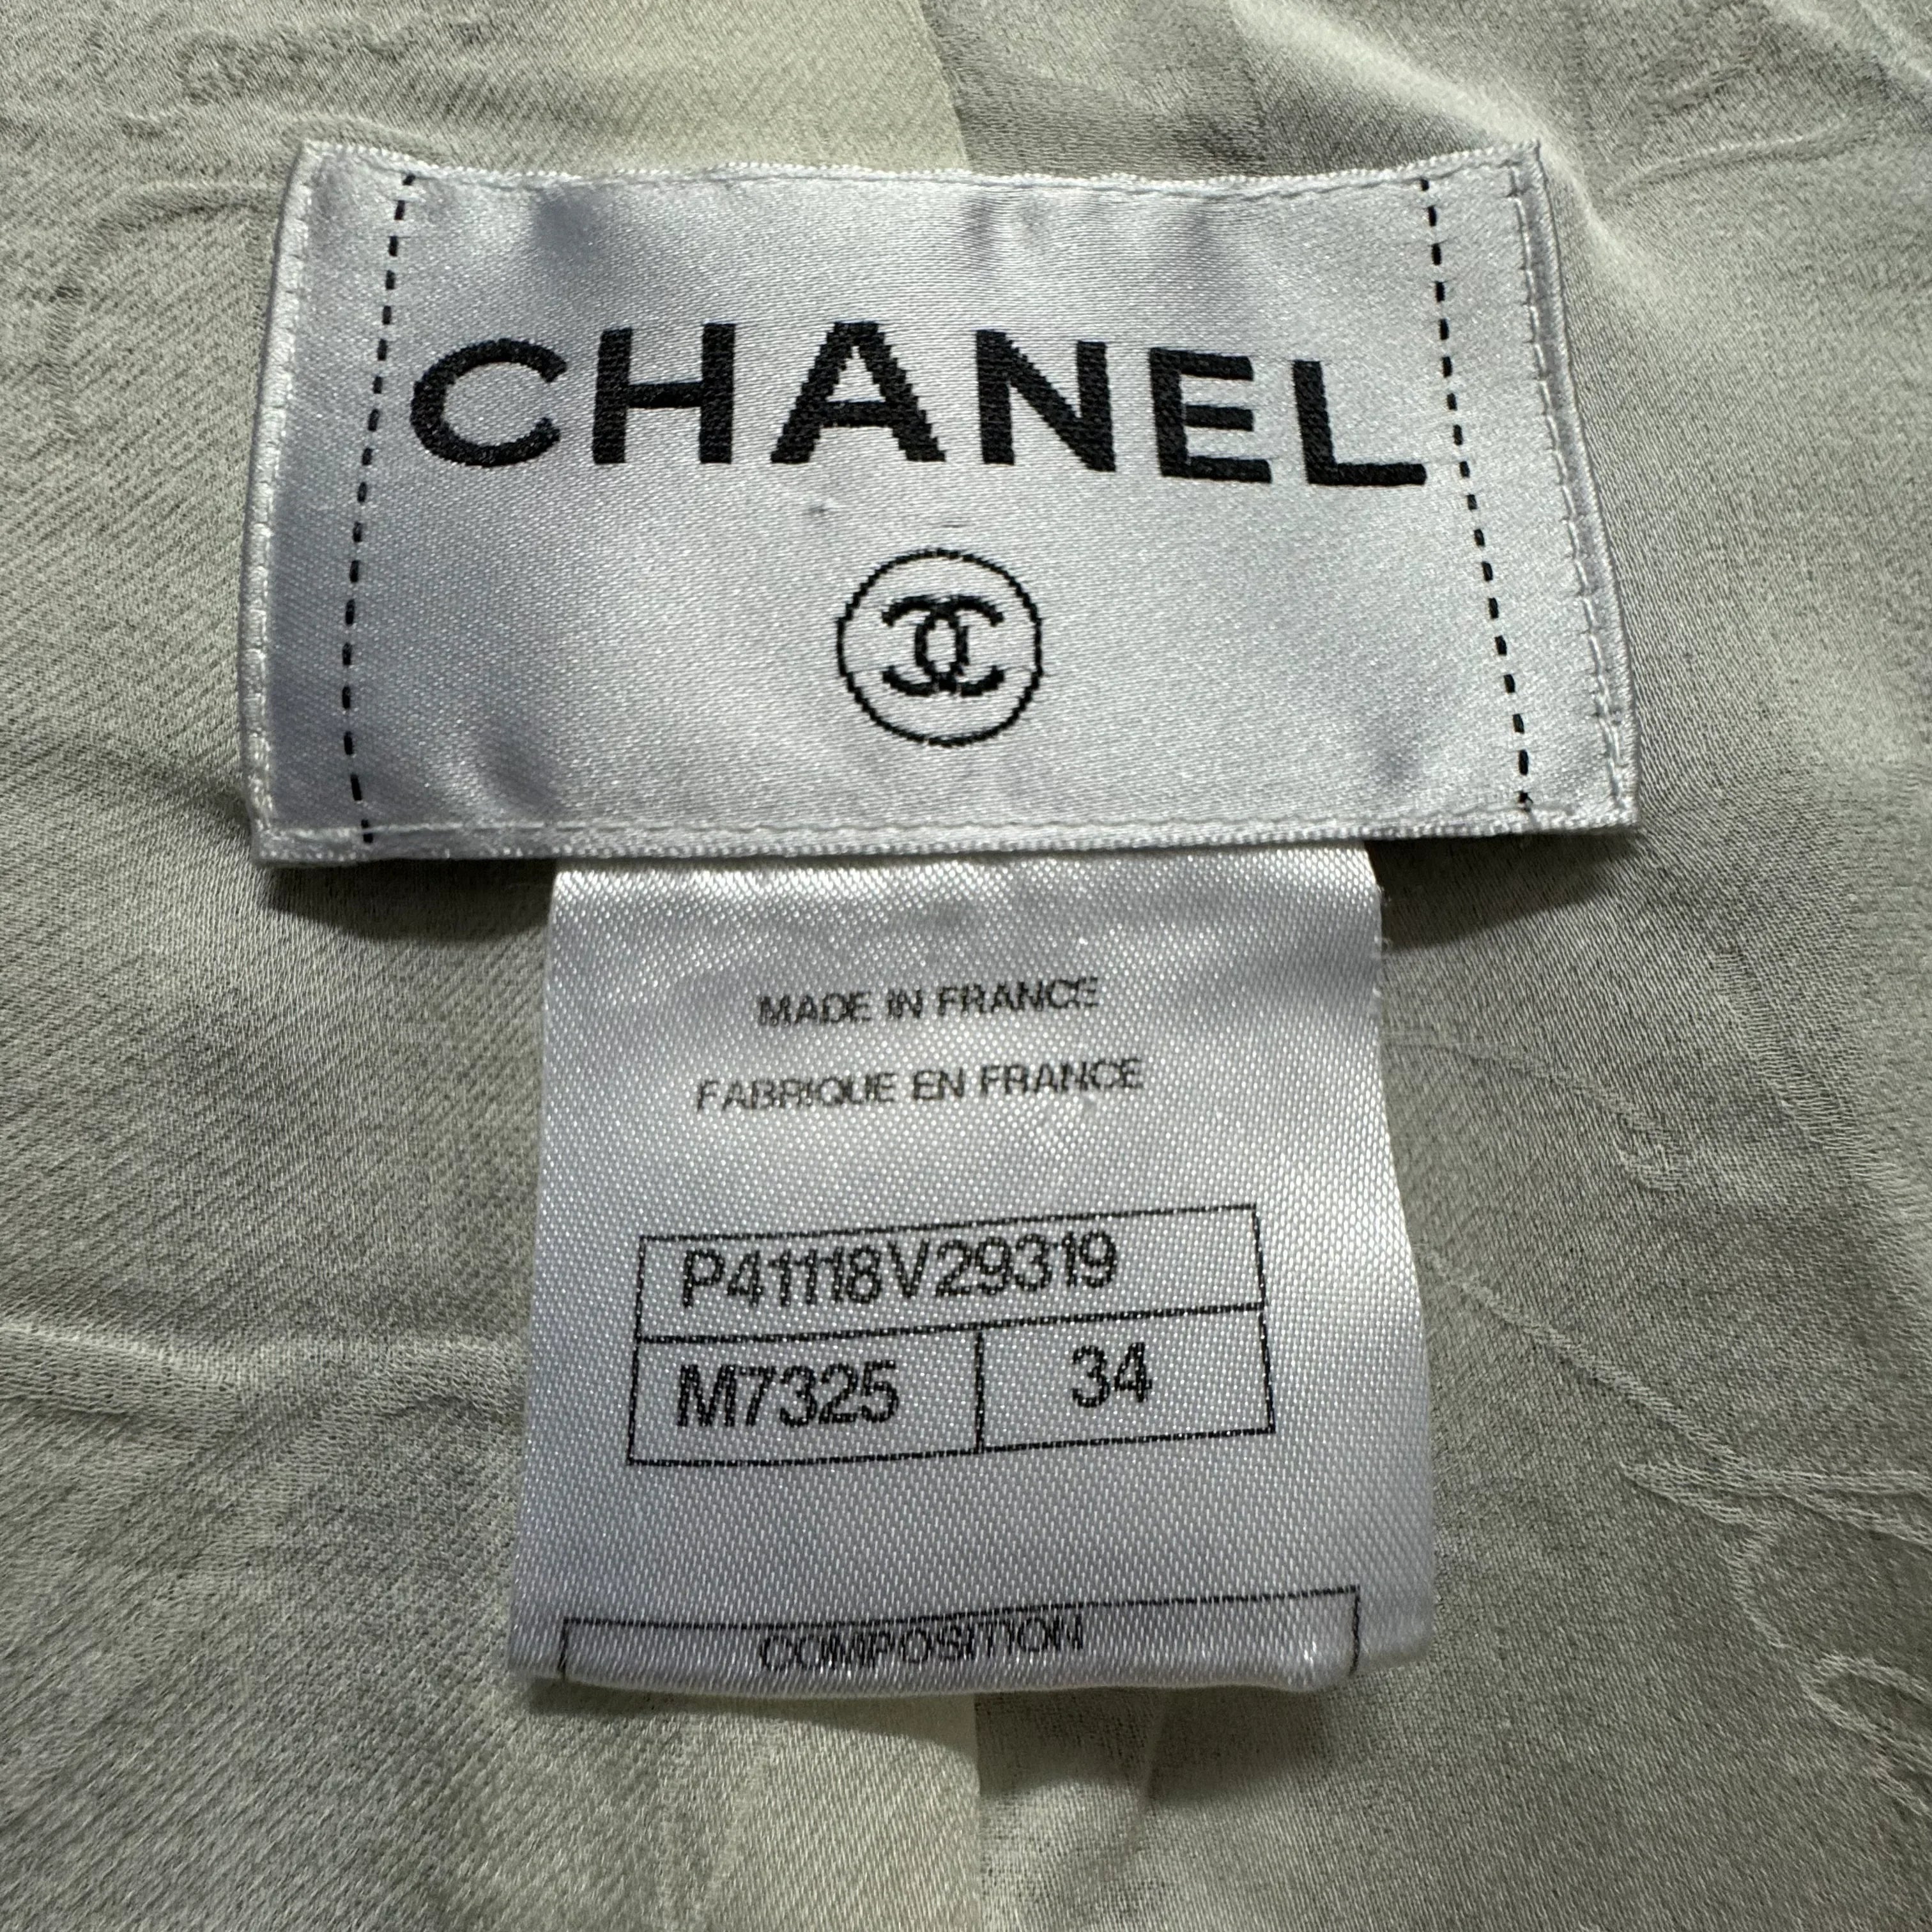 CHANEL
MADE IN FRANCE
FABRIQUE EN FRANCE
P41118V29319
M7325 34
COMPOSITION